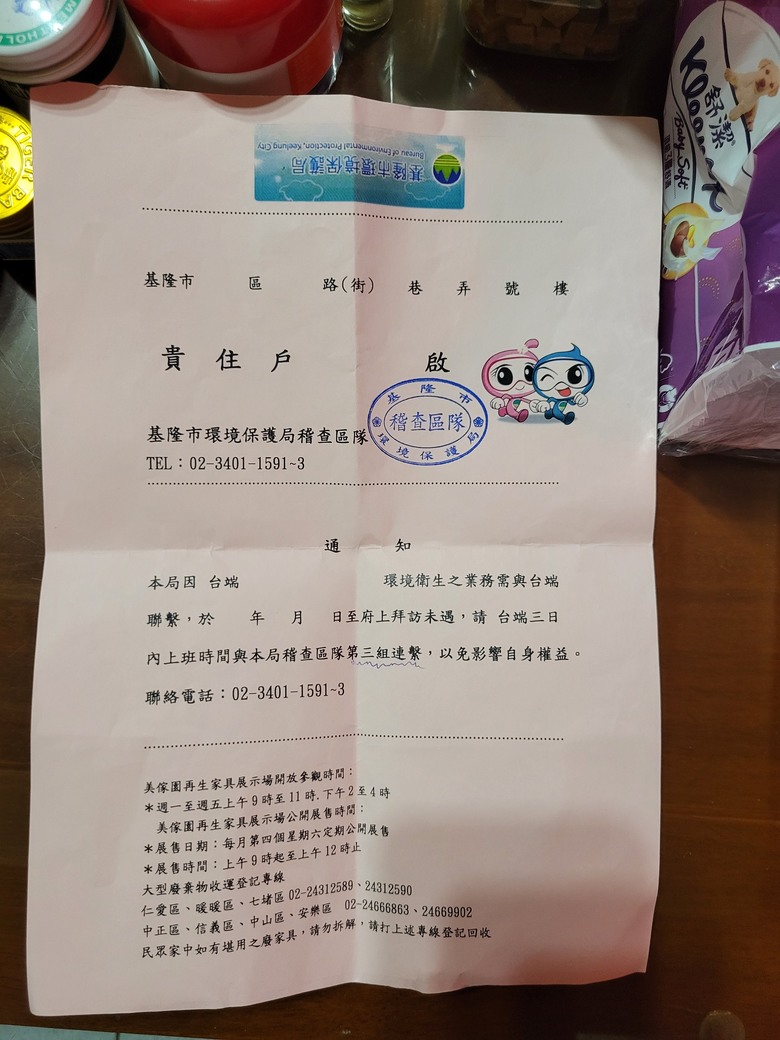 MENTHOL
TIGER BA
Kleenex
舒潔
Baby Soft
基隆市環境保護局
Bureau of Environmental Protection, Keelung City
基隆市 區 路(街) 巷 弄 號 樓
貴 住 戶 啟
基隆市環境保護局稽查區隊
TEL：02-3401-1591~3
基隆市
稽查區隊
環境保護局
通 知
本局因 台端 環境衛生之業務需與台端
聯繫，於 年 月 日至府上拜訪未遇，請 台端三日
內上班時間與本局稽查區隊第三組連繫，以免影響自身權益。
聯絡電話：02-3401-1591~3
美傢園再生家具展示場開放參觀時間：
＊週一至週五上午9時至11時.下午2至4時
美傢園再生家具展示場公開展售時間：
＊展售日期：每月第四個星期六定期公開展售
＊展售時間：上午9時起至上午12時止
大型廢棄物收運登記專線
仁愛區、暖暖區、七堵區 02-24312589、24312590
中正區、信義區、中山區、安樂區 02-24666863、24669902
民眾家中如有堪用之廢家具，請勿拆解，請打上述專線登記回收